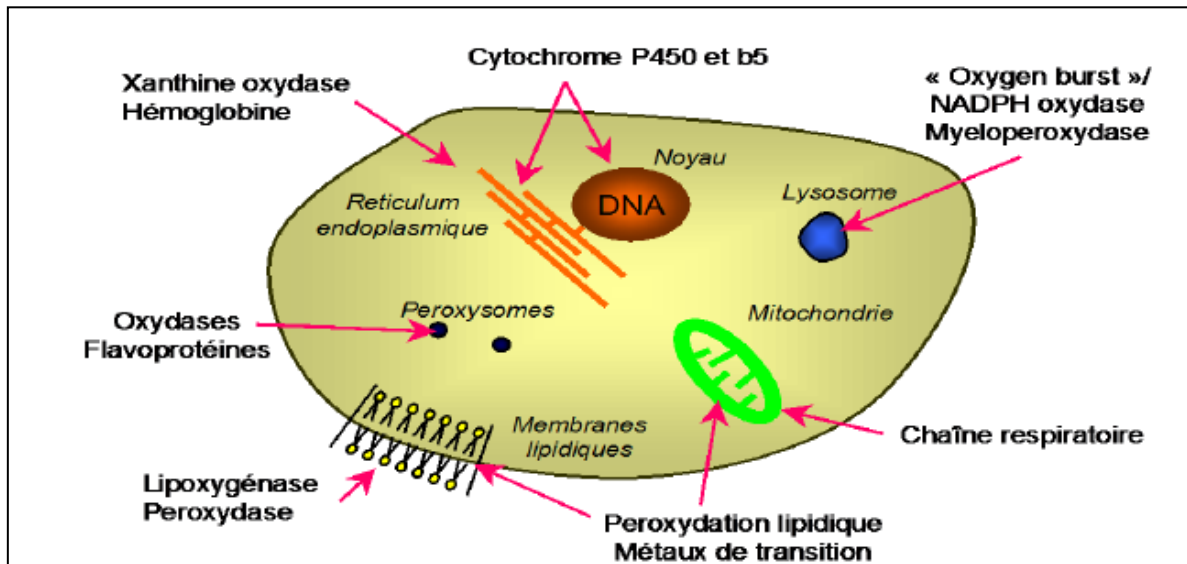 Cytochrome P450 et b5
Xanthine oxydase
Hémoglobine
« Oxygen burst »/
NADPH oxydase
Myeloperoxydase
Noyau
DNA
Lysosome
Reticulum
endoplasmique
Peroxysomes
Mitochondrie
Oxydases
Flavoprotéines
Membranes
lipidiques
Chaîne respiratoire
Lipoxygénase
Peroxydase
Peroxydation lipidique
Métaux de transition